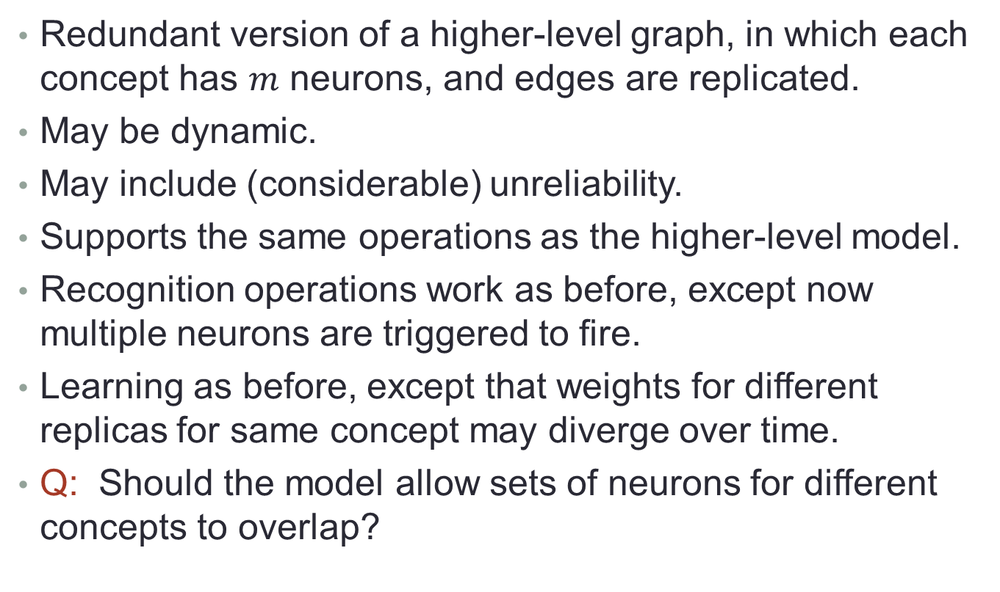 • Redundant version of a higher-level graph, in which each
concept has 𝑚 neurons, and edges are replicated.
• May be dynamic.
• May include (considerable) unreliability.
• Supports the same operations as the higher-level model.
• Recognition operations work as before, except now
multiple neurons are triggered to fire.
• Learning as before, except that weights for different
replicas for same concept may diverge over time.
• Q: Should the model allow sets of neurons for different
concepts to overlap?